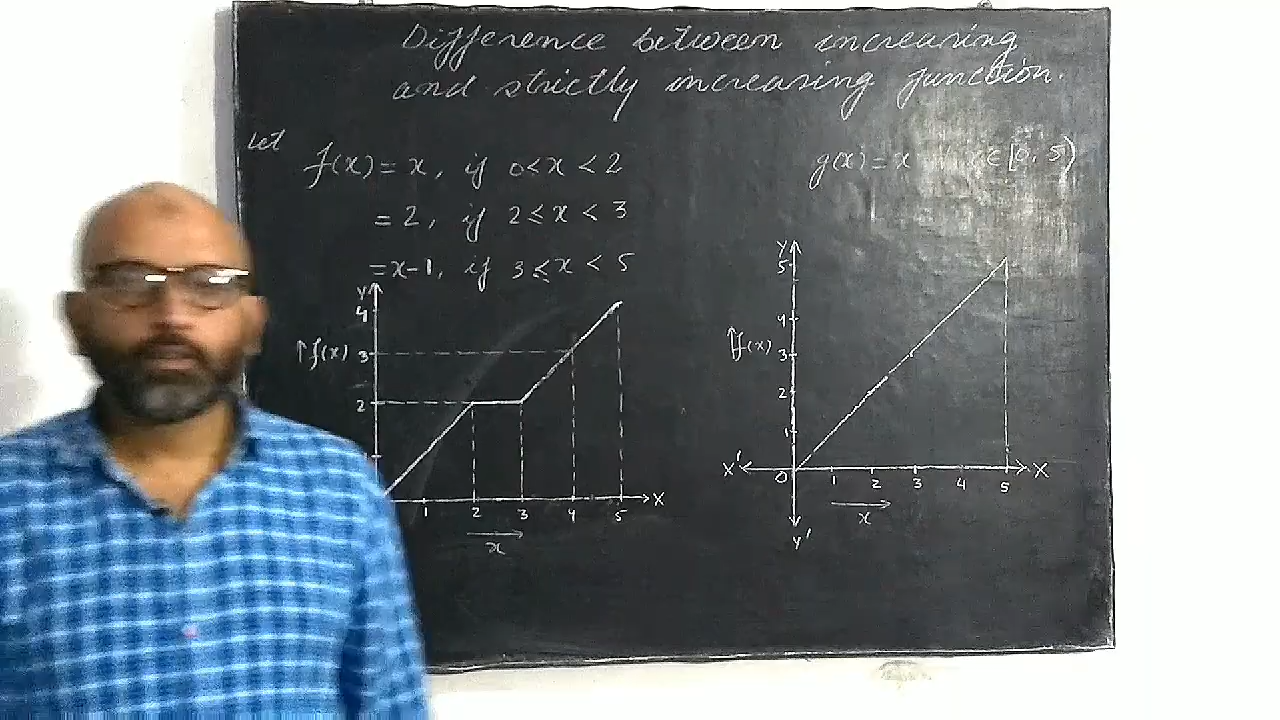 Difference between increasing
and strictly increasing function.
Let
f(x) = x, if 0 < x < 2
= 2, if 2 ≤ x < 3
= x-1, if 3 ≤ x < 5
Y
4
↑f(x) 3
2
1 2 3 4 5 X
x
g(x) = x x ∈ [0, 5)
Y
5
4
↑f(x) 3
2
1
X' 0 1 2 3 4 5 X
x
Y'